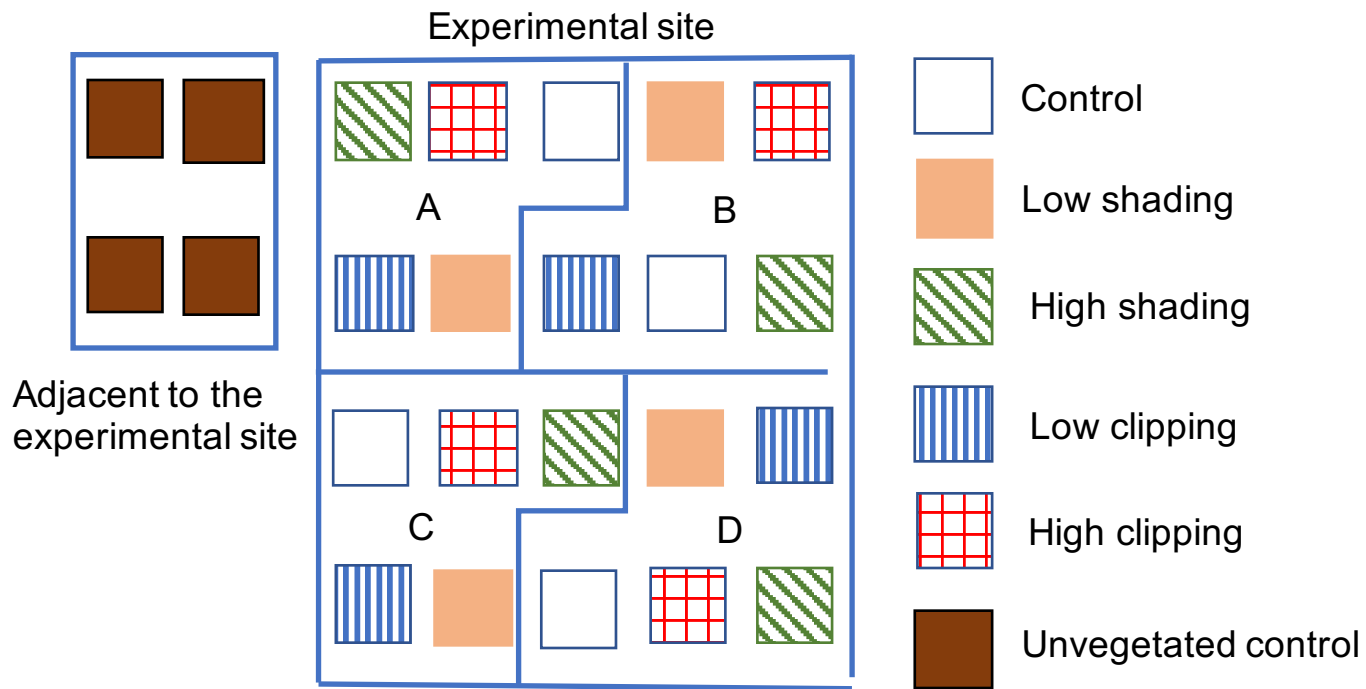 Experimental site
A
B
C
D
Adjacent to the
experimental site
Control
Low shading
High shading
Low clipping
High clipping
Unvegetated control